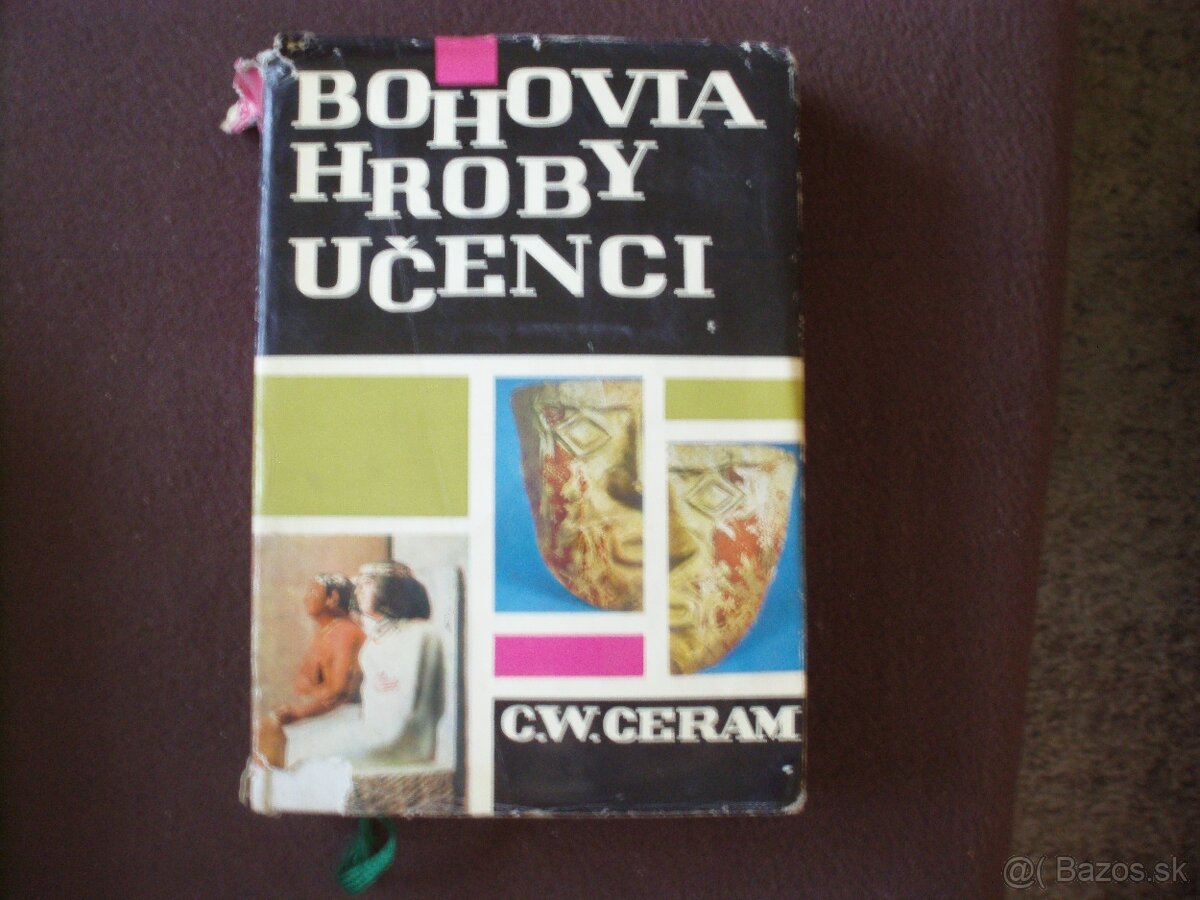 BOHOVIA
HROBY
UČENCI
C.W.CERAM
@( Bazos.sk